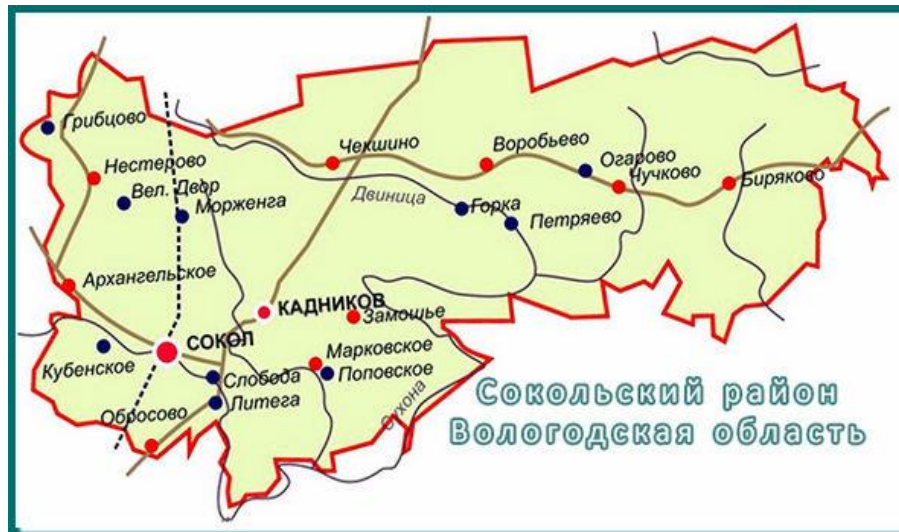 Грибцово
Нестерово
Вел. Двор
Морженга
Чекшино
Воробьево
Огарово
Чучково
Биряково
Двиница
Горка
Петряево
Архангельское
КАДНИКОВ
Замошье
СОКОЛ
Кубенское
Марковское
Слобода
Поповское
Литега
Обросово
Сухона
Сокольский район
Вологодская область